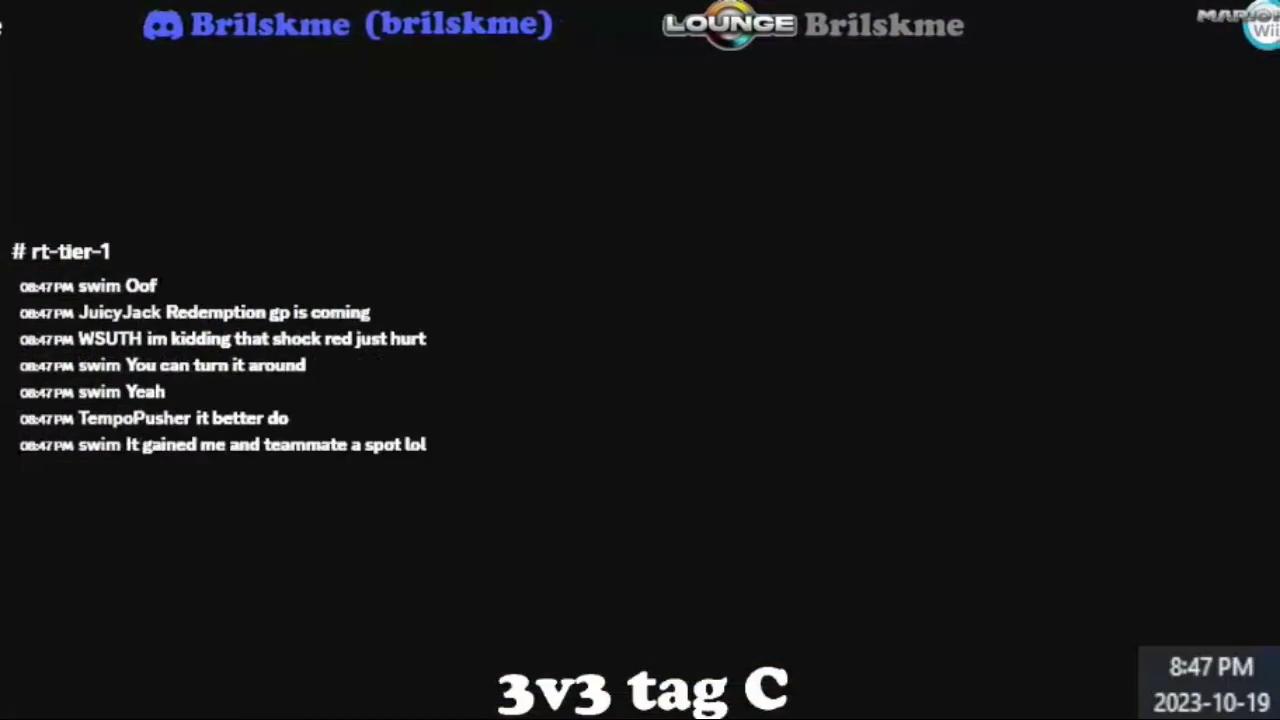 Brilskme (brilskme)
LOUNGE Brilskme
MARIO
Wii
# rt-tier-1
08:47 PM swim Oof
08:47 PM JuicyJack Redemption gp is coming
08:47 PM WSUTH im kidding that shock red just hurt
08:47 PM swim You can turn it around
08:47 PM swim Yeah
08:47 PM TempoPusher it better do
08:47 PM swim It gained me and teammate a spot lol
3v3 tag C
8:47 PM
2023-10-19